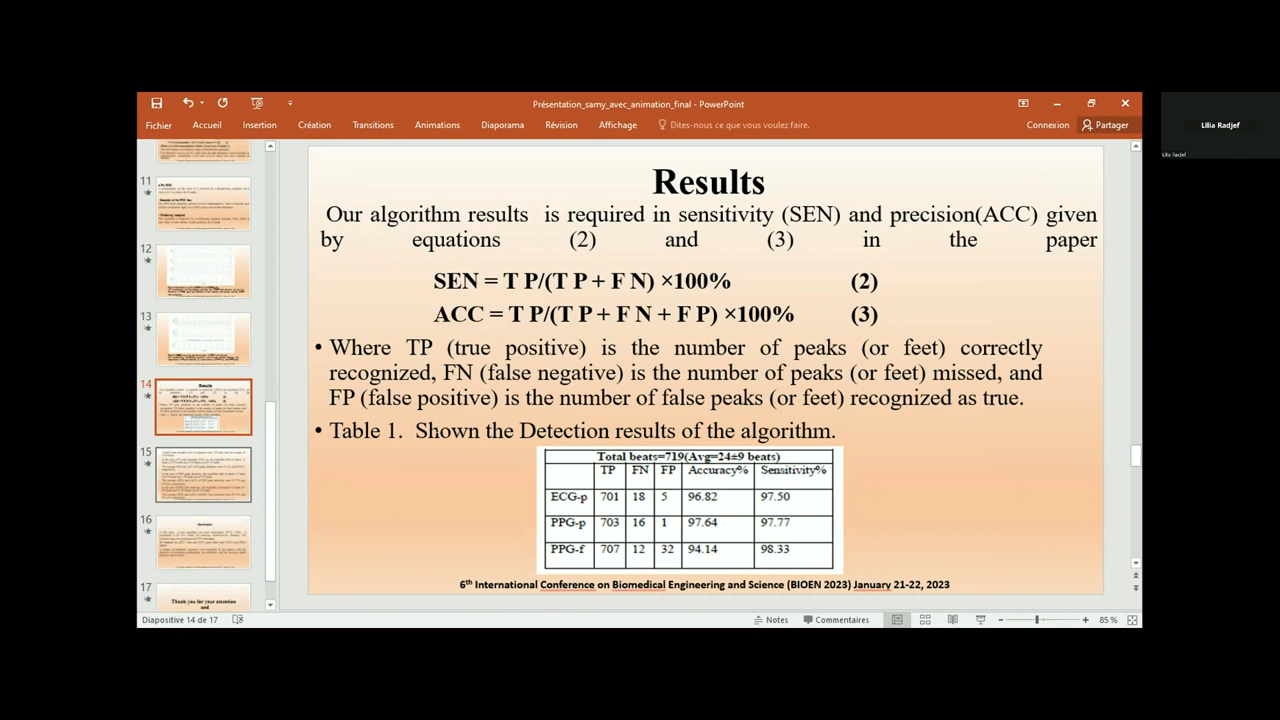 Présentation_samy_avec_animation_final - PowerPoint
Fichier Accueil Insertion Création Transitions Animations Diaporama Révision Affichage Dites-nous ce que vous voulez faire. Connexion Partager
Lilia Radjef
Lilia Radjef
11
12
13
14
Results
15
16
17
Thank you for your attention
and
Results
Our algorithm results is required in sensitivity (SEN) and precision(ACC) given
by equations (2) and (3) in the paper
SEN = T P/(T P + F N) ×100% (2)
ACC = T P/(T P + F N + F P) ×100% (3)
• Where TP (true positive) is the number of peaks (or feet) correctly
recognized, FN (false negative) is the number of peaks (or feet) missed, and
FP (false positive) is the number of false peaks (or feet) recognized as true.
• Table 1. Shown the Detection results of the algorithm.
Total beats=719(Avg=24±9 beats)
TP FN FP Accuracy% Sensitivity%
ECG-p 701 18 5 96.82 97.50
PPG-p 703 16 1 97.64 97.77
PPG-f 707 12 32 94.14 98.33
6th International Conference on Biomedical Engineering and Science (BIOEN 2023) January 21-22, 2023
Diapositive 14 de 17 Notes Commentaires 85 %